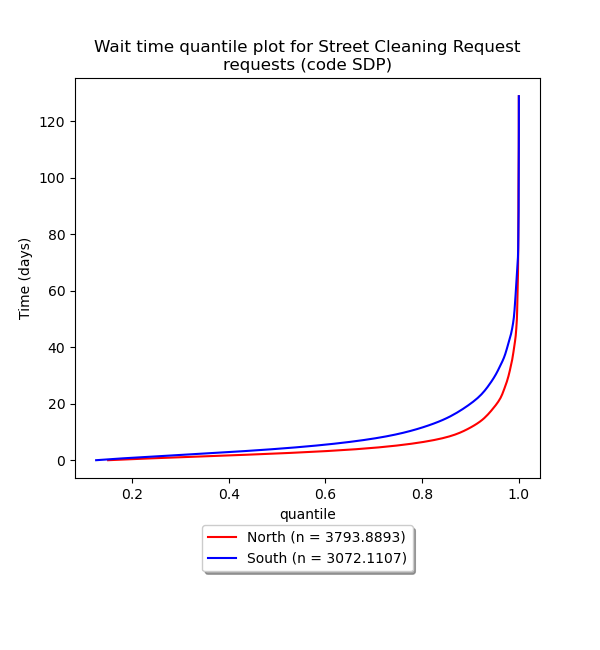 Wait time quantile plot for Street Cleaning Request
requests (code SDP)
Time (days)
120
100
80
60
40
20
0
0.2 0.4 0.6 0.8 1.0
quantile
North (n = 3793.8893)
South (n = 3072.1107)